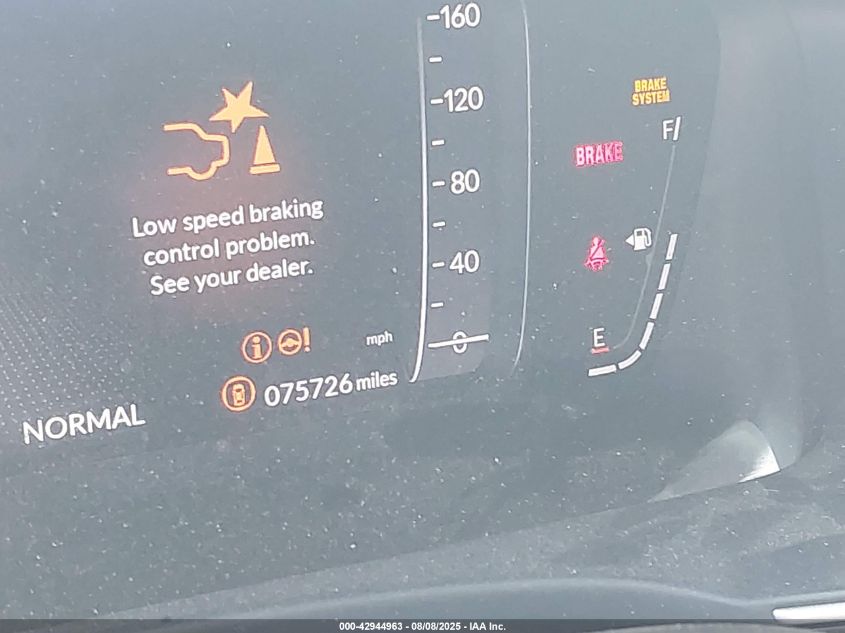 160
120
80
40
0
mph
BRAKE
SYSTEM
F
BRAKE
E
Low speed braking
control problem.
See your dealer.
i !
075726 miles
NORMAL
000-42944963 - 08/08/2025 - IAA Inc.